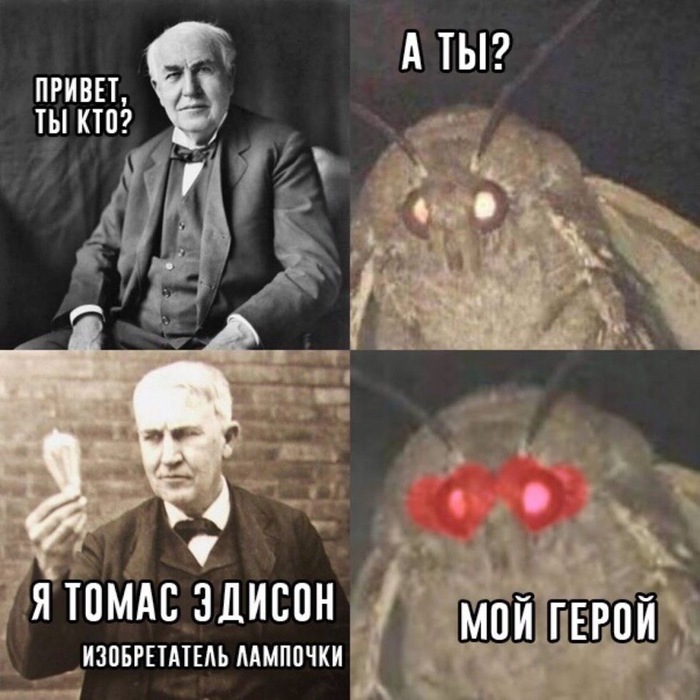 ПРИВЕТ,
ТЫ КТО?
А ТЫ?
Я ТОМАС ЭДИСОН
ИЗОБРЕТАТЕЛЬ ЛАМПОЧКИ
МОЙ ГЕРОЙ